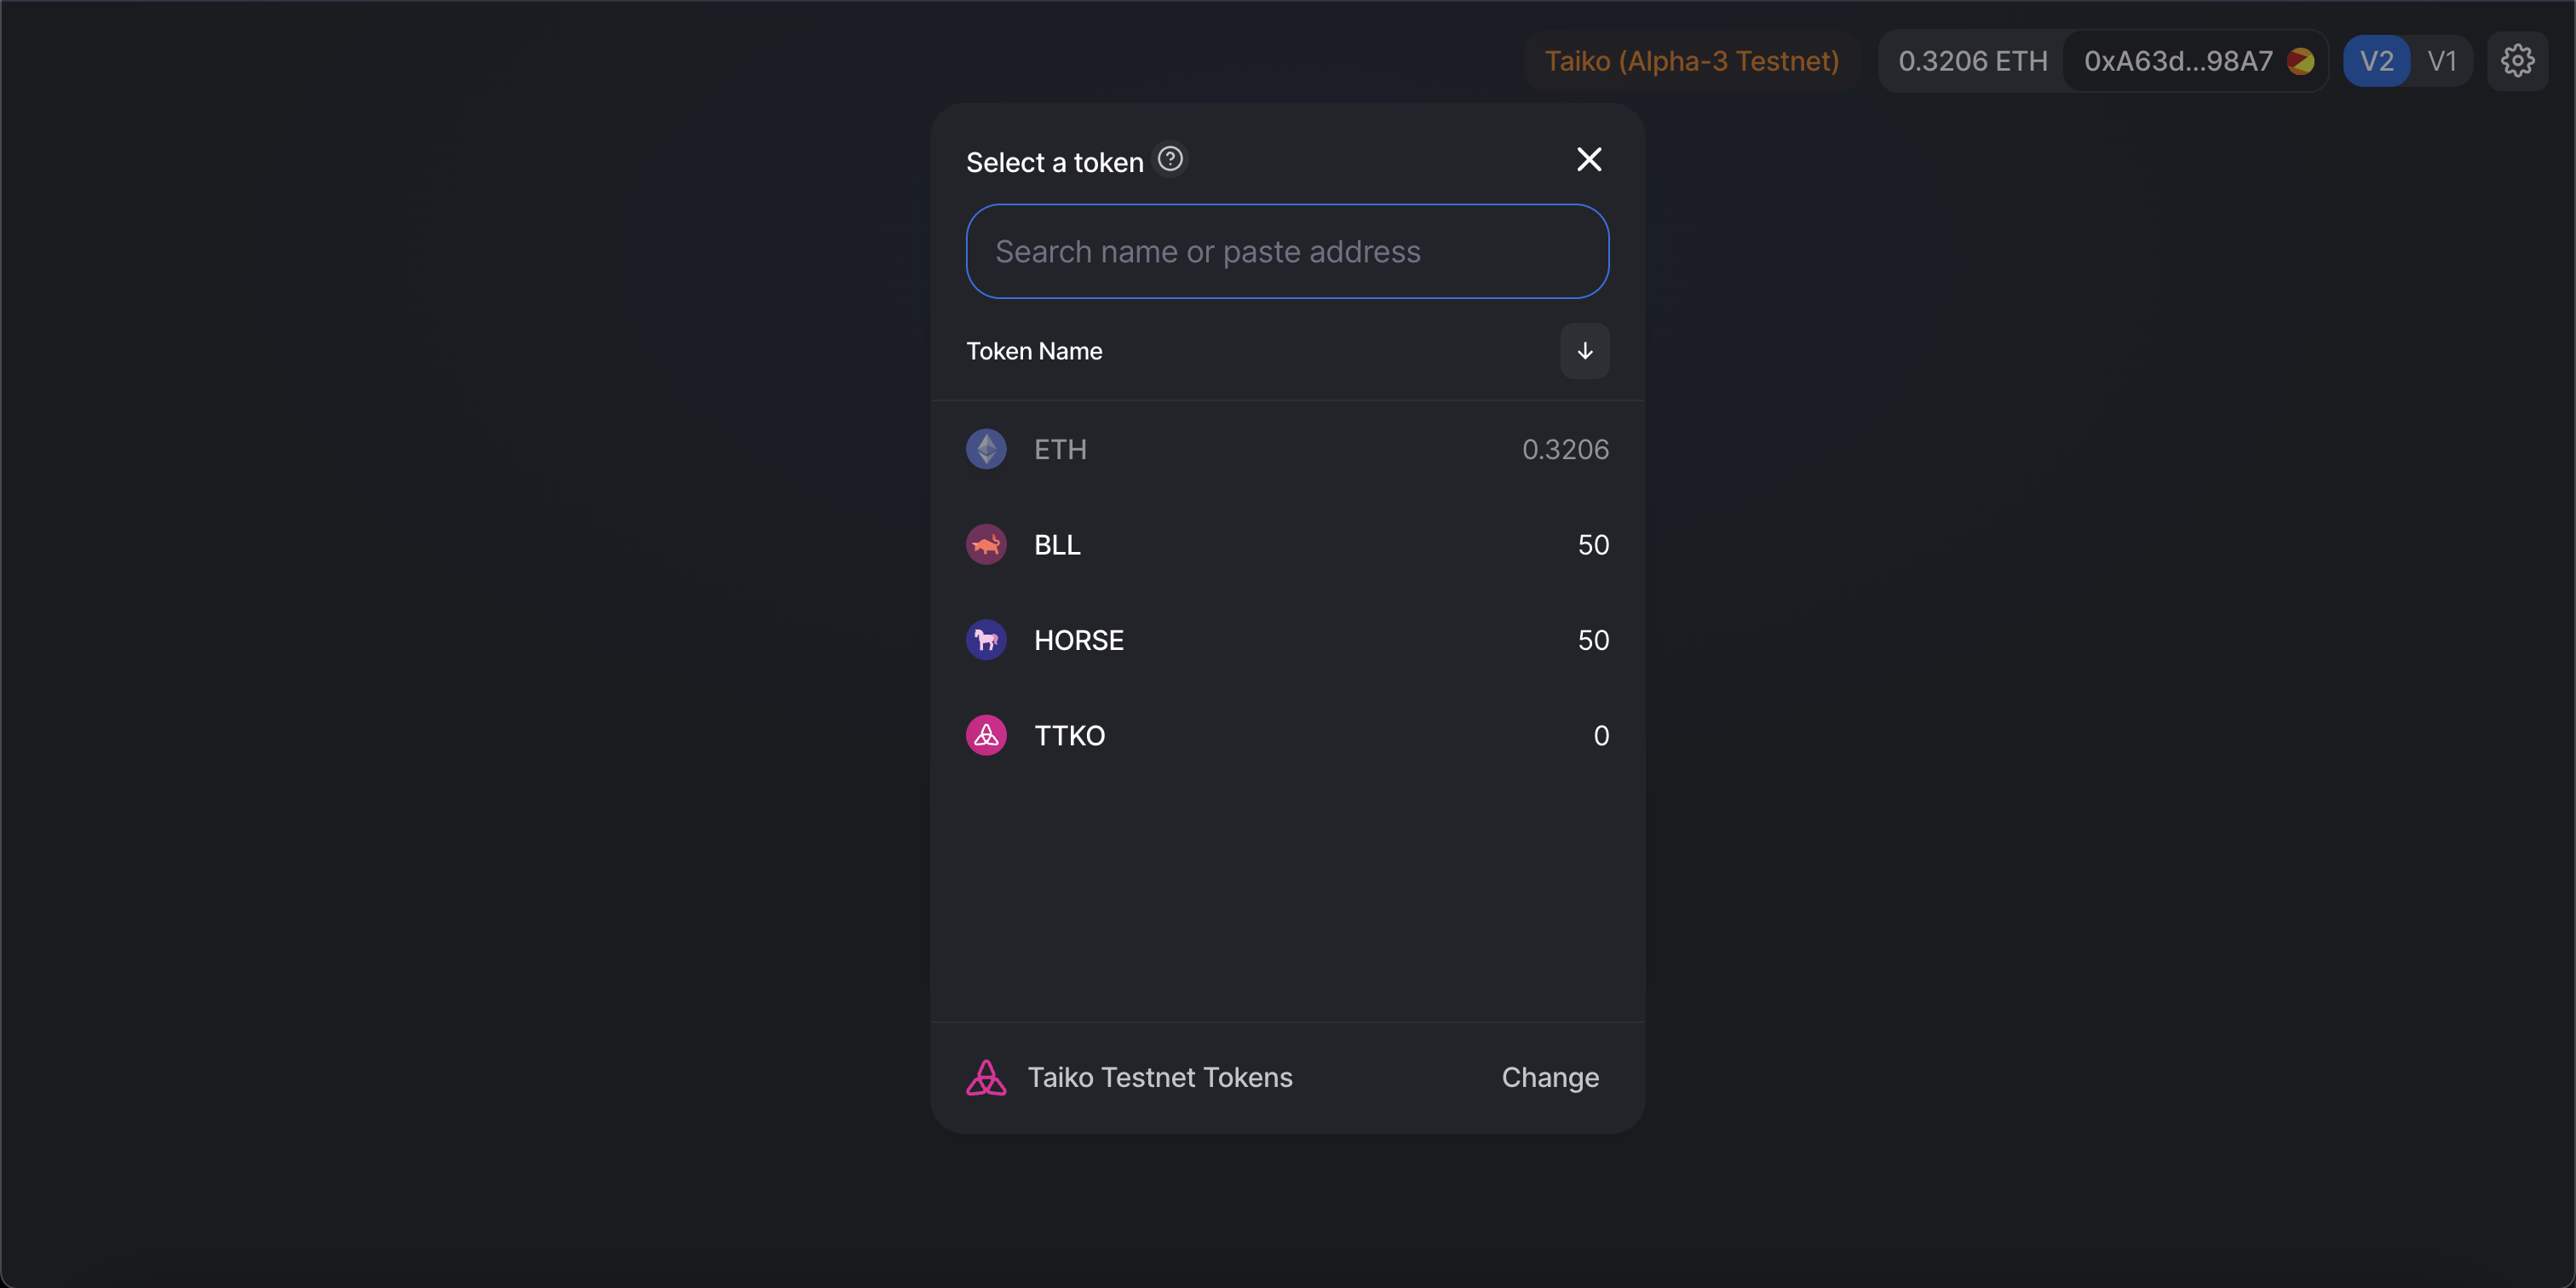 Taiko (Alpha-3 Testnet)
0.3206 ETH
0xA63d...98A7
V2
V1
Select a token
Search name or paste address
Token Name
ETH 0.3206
BLL 50
HORSE 50
TTKO 0
Taiko Testnet Tokens
Change